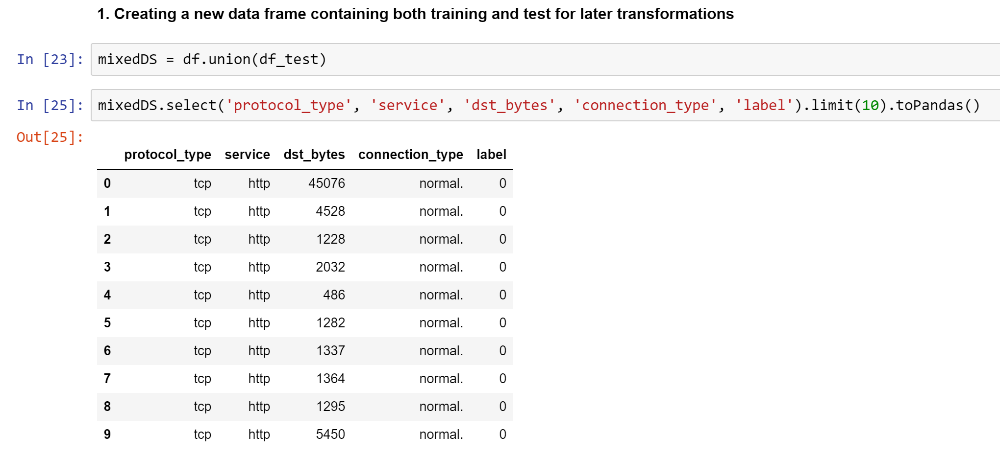 1. Creating a new data frame containing both training and test for later transformations
In [23]: mixedDS = df.union(df_test)
In [25]: mixedDS.select('protocol_type', 'service', 'dst_bytes', 'connection_type', 'label').limit(10).toPandas()
Out[25]:
protocol_type service dst_bytes connection_type label
0 tcp http 45076 normal. 0
1 tcp http 4528 normal. 0
2 tcp http 1228 normal. 0
3 tcp http 2032 normal. 0
4 tcp http 486 normal. 0
5 tcp http 1282 normal. 0
6 tcp http 1337 normal. 0
7 tcp http 1364 normal. 0
8 tcp http 1295 normal. 0
9 tcp http 5450 normal. 0